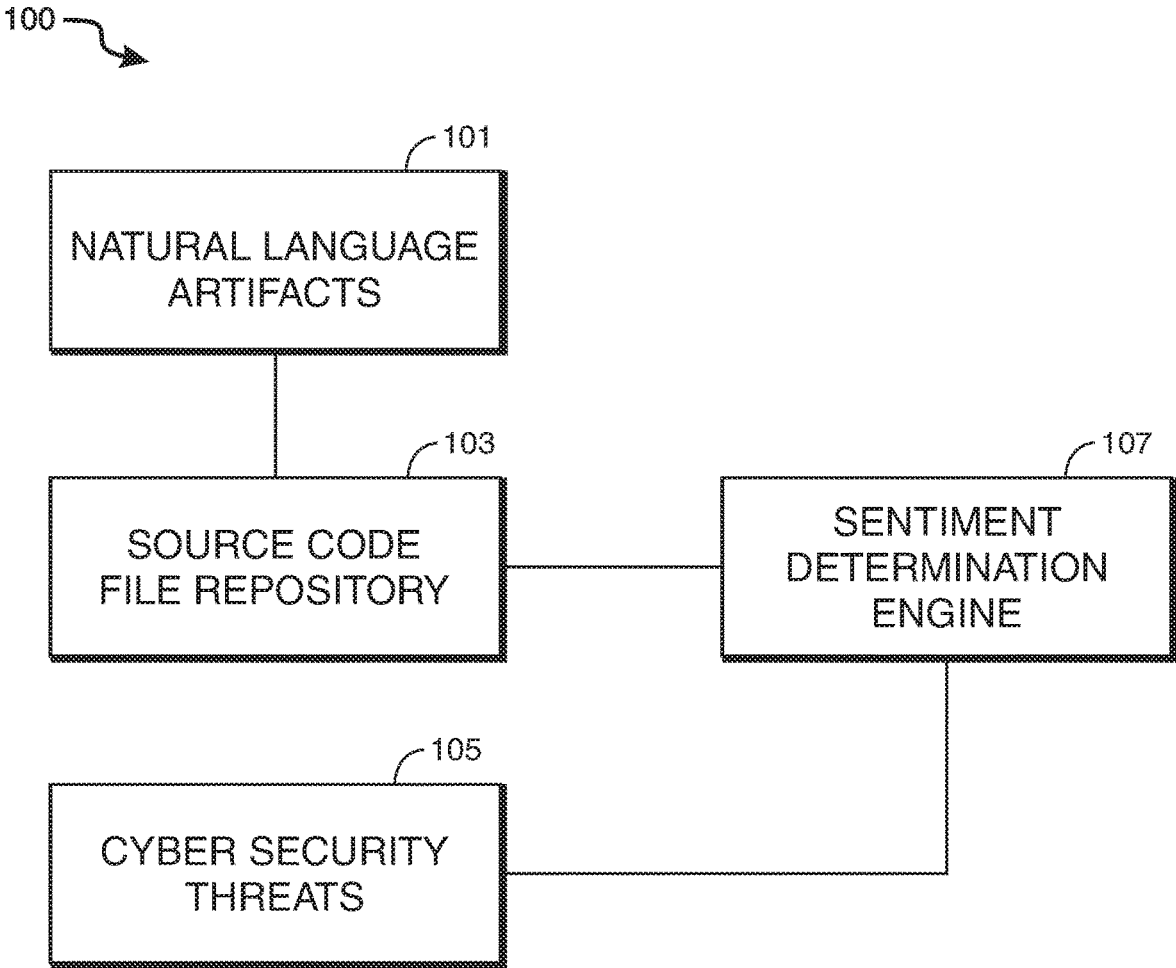 100
101
NATURAL LANGUAGE
ARTIFACTS
103
SOURCE CODE
FILE REPOSITORY
107
SENTIMENT
DETERMINATION
ENGINE
105
CYBER SECURITY
THREATS